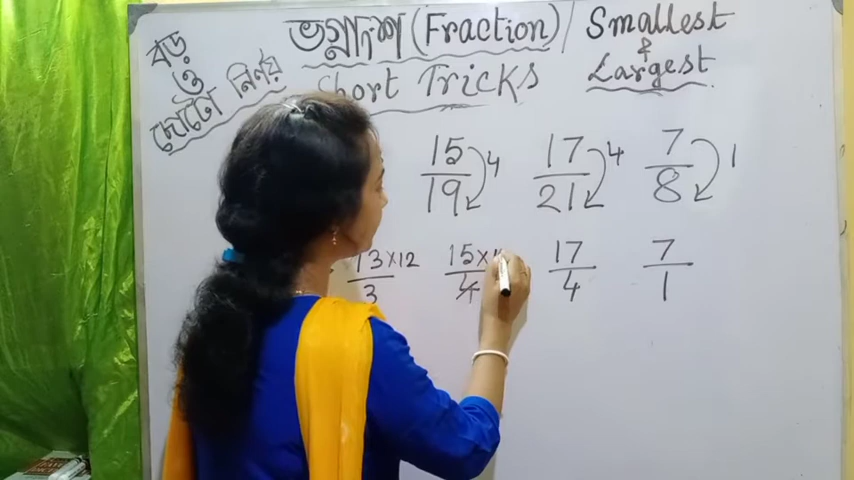 ভগ্নাংশ (Fraction) / Smallest & Largest
বড় ও ছোটো নির্ণয়
Short Tricks
15/19 4 17/21 4 7/8 1
13×12/3 15× /4 17/4 7/1